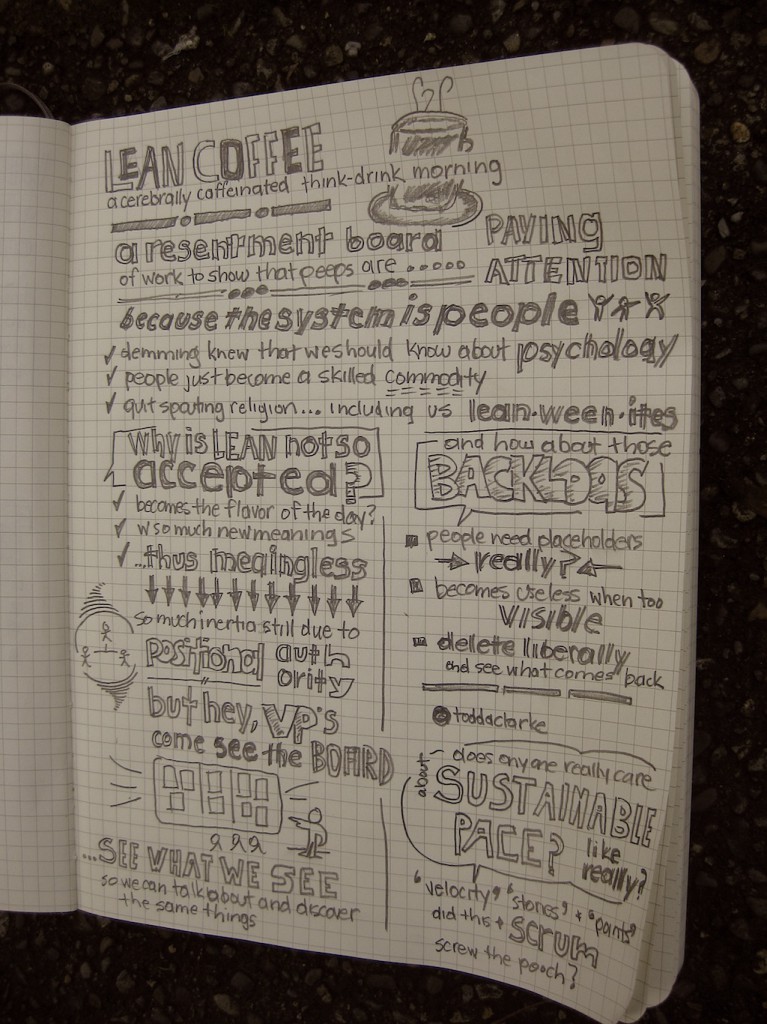 LEAN COFFEE
a cerebrally caffeinated think-drink morning
a resentment board
of work to show that peeps are .....
PAYING
ATTENTION
because the system is people
demming knew that we should know about psychology
people just become a skilled commodity
quit spouting religion... including us lean-ween-ites
Why is LEAN not so
accepted?
becomes the flavor of the day?
w so much new meanings
...thus meaingless
so much inertia still due to
positional auth
ority
but hey, VP's
come see the BOARD
...SEE WHAT WE SEE
so we can talk about and discover
the same things
and how about those
BACKLOGS
people need placeholders
really?
becomes useless when too
VISIBLE
delete liberally
and see what comes back
@toddaclarke
does anyone really care
about
SUSTAINABLE
PACE?
like
really?
"velocity" "stories" + "points"
did this + scrum
screw the pooch?